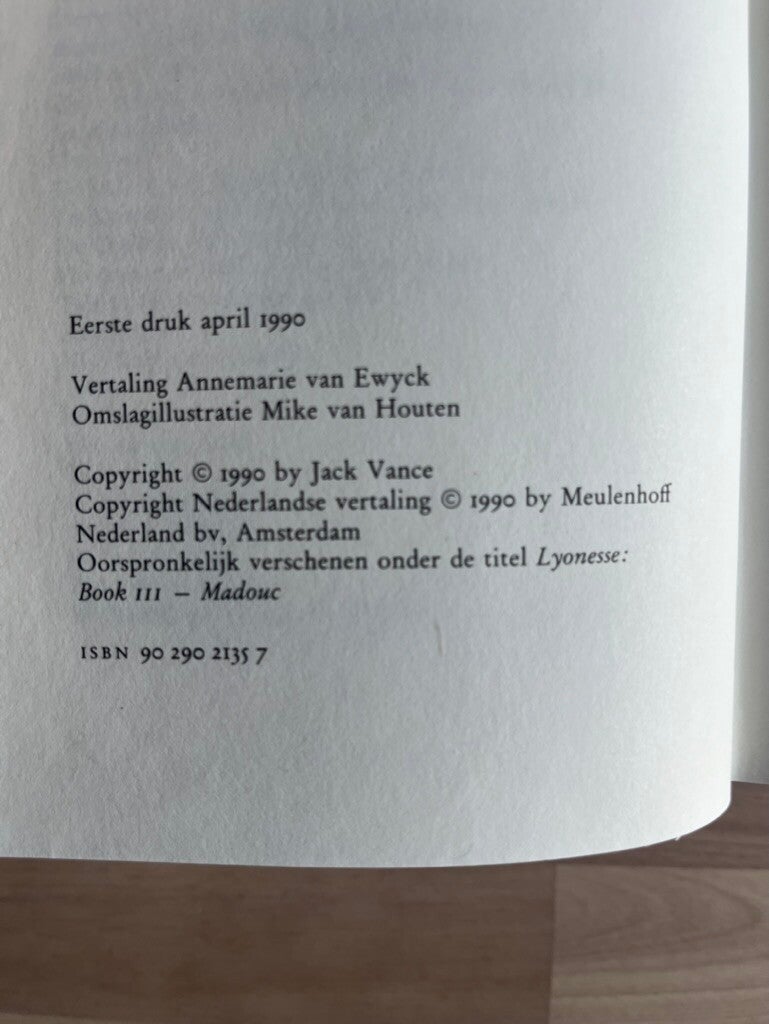 Eerste druk april 1990
Vertaling Annemarie van Ewyck
Omslagillustratie Mike van Houten
Copyright © 1990 by Jack Vance
Copyright Nederlandse vertaling © 1990 by Meulenhoff
Nederland bv, Amsterdam
Oorspronkelijk verschenen onder de titel Lyonesse:
Book III – Madouc
ISBN 90 290 2135 7